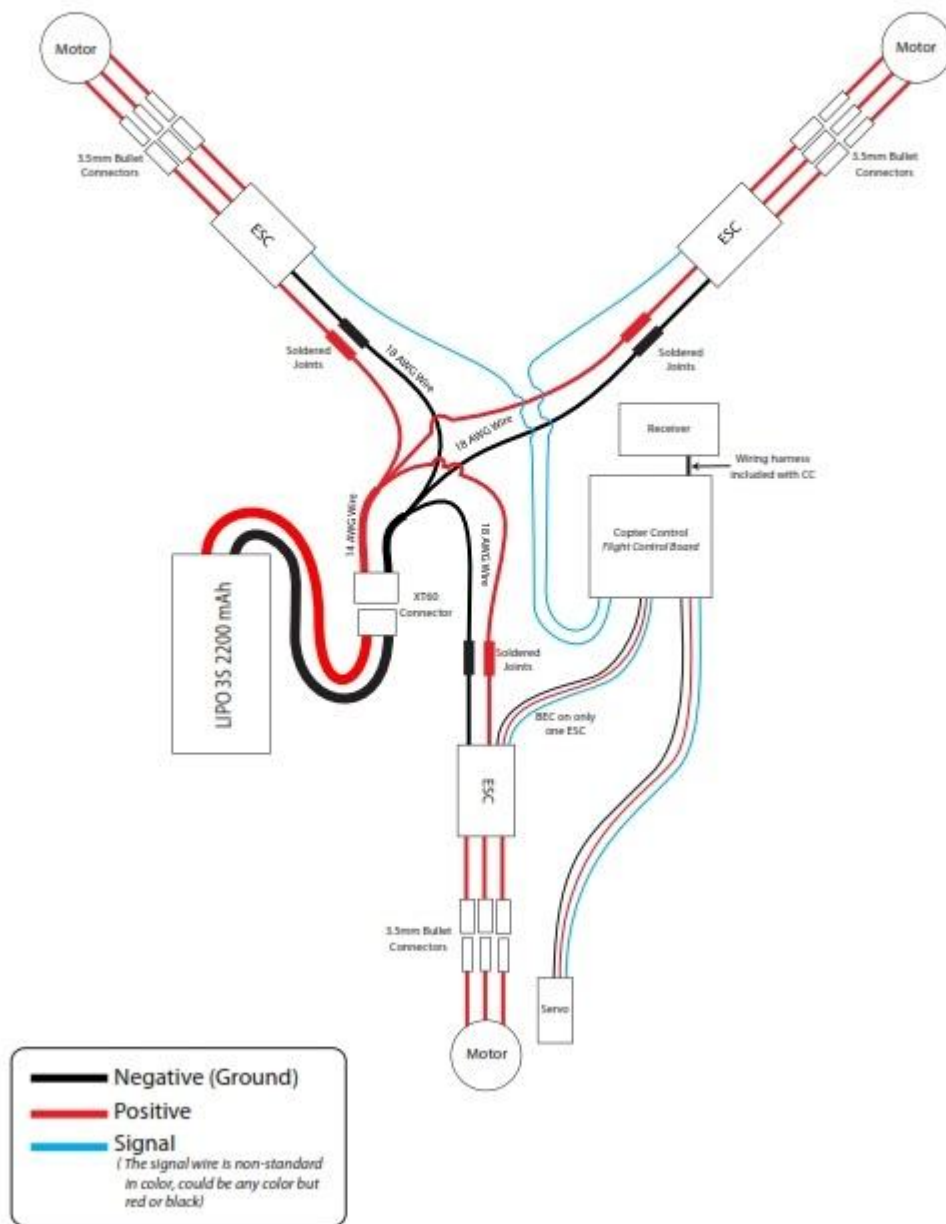 Motor
Motor
3.5mm Bullet
Connectors
3.5mm Bullet
Connectors
ESC
ESC
Soldered
Joints
18 AWG Wire
Soldered
Joints
18 AWG Wire
Receiver
Wiring harness
included with CC
14 AWG Wire
18 AWG Wire
Copter Control
Flight Control Board
XT60
Connector
LIPO 3S 2200 mAh
Soldered
Joints
BEC on only
one ESC
ESC
3.5mm Bullet
Connectors
Servo
Motor
Negative (Ground)
Positive
Signal
( The signal wire is non-standard
in color, could be any color but
red or black)